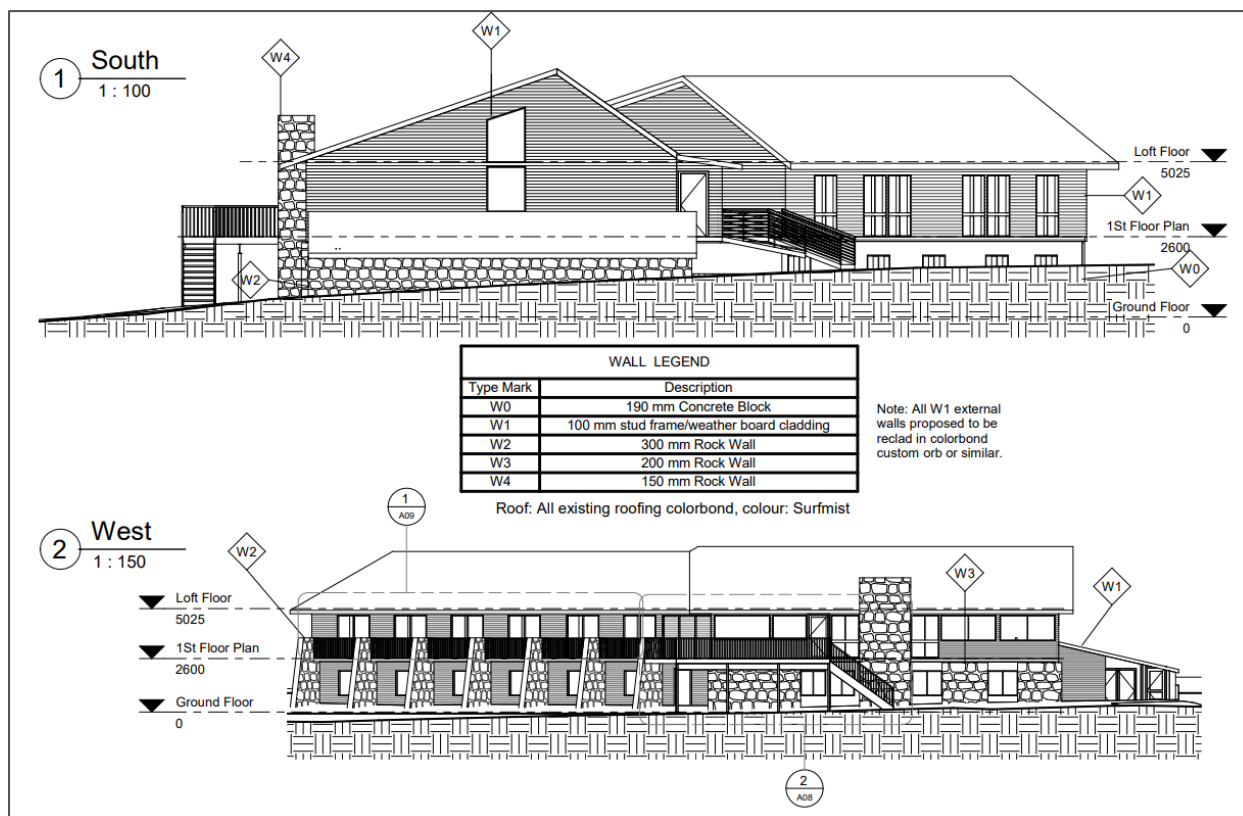 1
South
1 : 100
W4
W1
Loft Floor
5025
W1
1St Floor Plan
2600
W2
W0
Ground Floor
0
WALL LEGEND
Type Mark Description
W0 190 mm Concrete Block
W1 100 mm stud frame/weather board cladding
W2 300 mm Rock Wall
W3 200 mm Rock Wall
W4 150 mm Rock Wall
Note: All W1 external
walls proposed to be
reclad in colorbond
custom orb or similar.
Roof: All existing roofing colorbond, colour: Surfmist
2
West
1 : 150
1
A09
W2
W3
W1
Loft Floor
5025
1St Floor Plan
2600
Ground Floor
0
2
A08